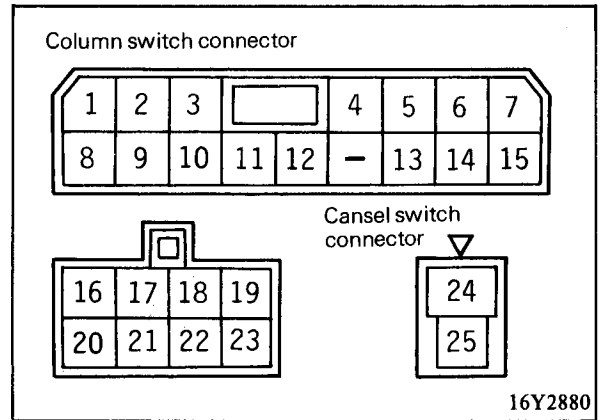 Column switch connector
1 2 3 4 5 6 7
8 9 10 11 12 – 13 14 15
Cansel switch
connector
16 17 18 19
20 21 22 23
24
25
16Y2880